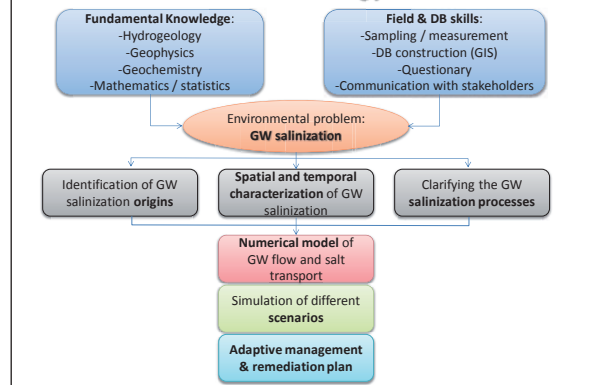 Fundamental Knowledge:
-Hydrogeology
-Geophysics
-Geochemistry
-Mathematics / statistics
Field & DB skills:
-Sampling / measurement
-DB construction (GIS)
-Questionary
-Communication with stakeholders
Environmental problem:
GW salinization
Identification of GW
salinization origins
Spatial and temporal
characterization of GW
salinization
Clarifying the GW
salinization processes
Numerical model of
GW flow and salt
transport
Simulation of different
scenarios
Adaptive management
& remediation plan